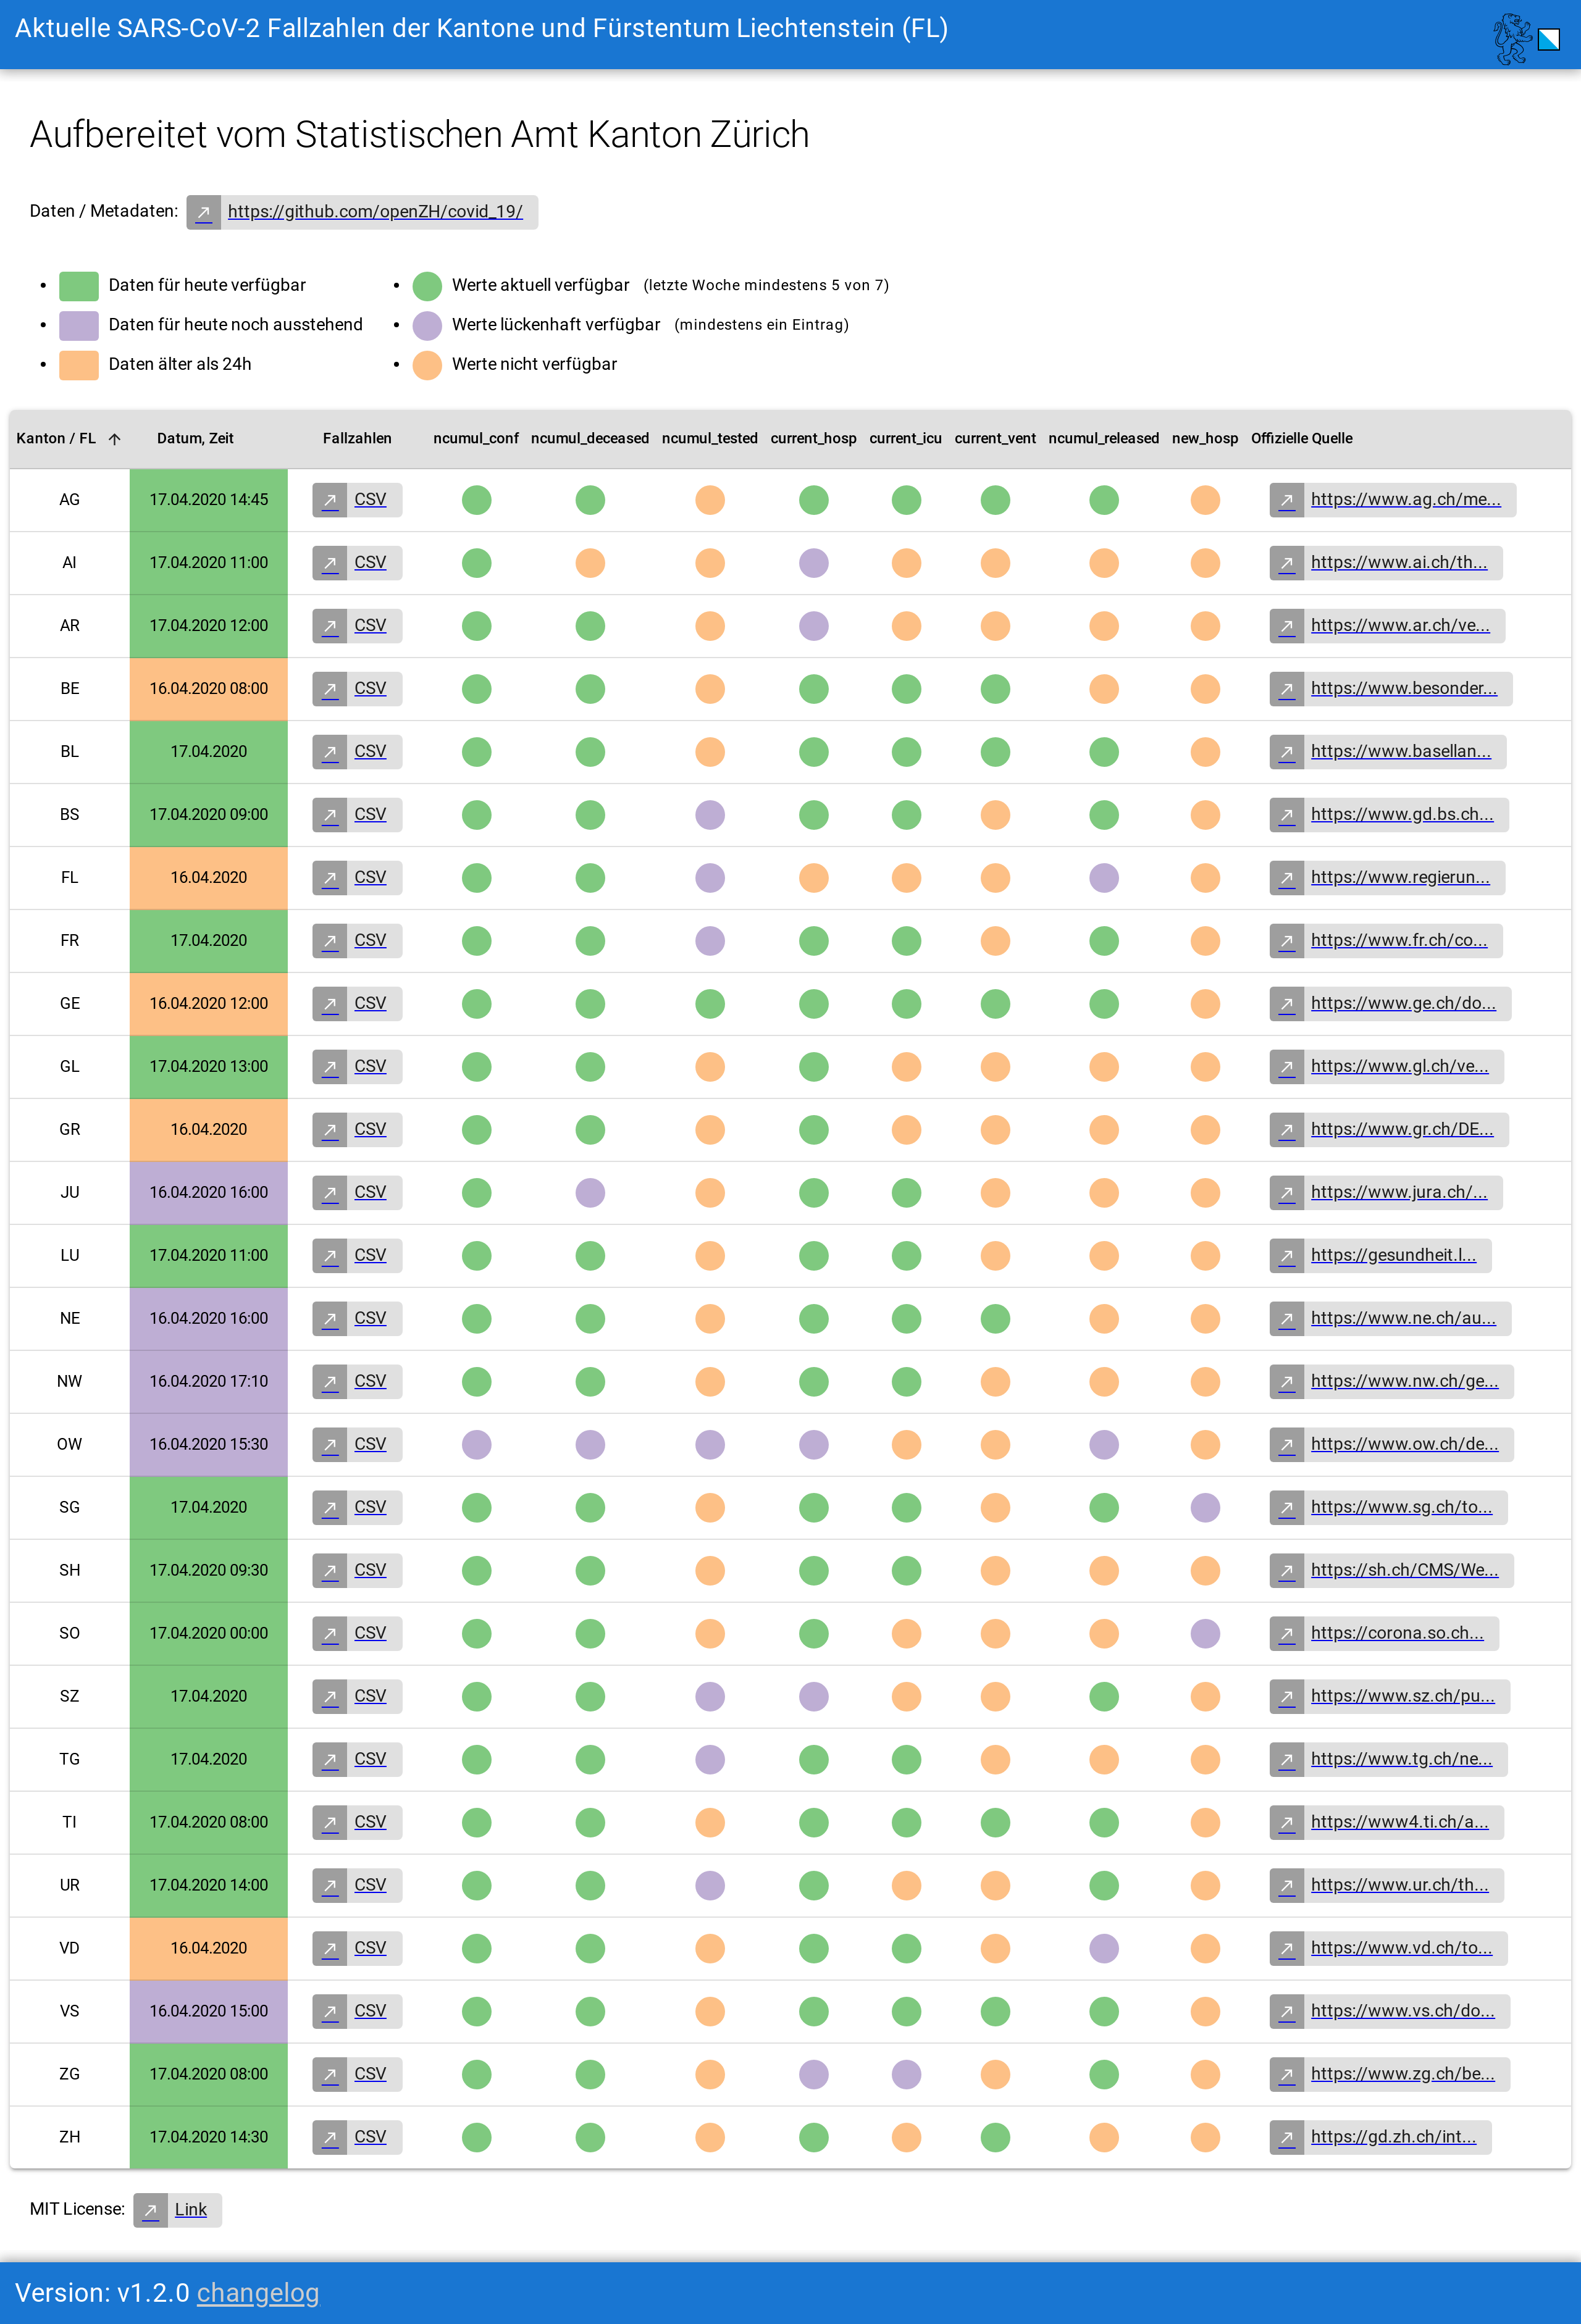 Aktuelle SARS-CoV-2 Fallzahlen der Kantone und Fürstentum Liechtenstein (FL)
Aufbereitet vom Statistischen Amt Kanton Zürich
Daten / Metadaten: https://github.com/openZH/covid_19/
Daten für heute verfügbar
Daten für heute noch ausstehend
Daten älter als 24h
Werte aktuell verfügbar (letzte Woche mindestens 5 von 7)
Werte lückenhaft verfügbar (mindestens ein Eintrag)
Werte nicht verfügbar
Kanton / FL Datum, Zeit Fallzahlen ncumul_conf ncumul_deceased ncumul_tested current_hosp current_icu current_vent ncumul_released new_hosp Offizielle Quelle
AG 17.04.2020 14:45 CSV https://www.ag.ch/me...
AI 17.04.2020 11:00 CSV https://www.ai.ch/th...
AR 17.04.2020 12:00 CSV https://www.ar.ch/ve...
BE 16.04.2020 08:00 CSV https://www.besonder...
BL 17.04.2020 CSV https://www.basellan...
BS 17.04.2020 09:00 CSV https://www.gd.bs.ch...
FL 16.04.2020 CSV https://www.regierun...
FR 17.04.2020 CSV https://www.fr.ch/co...
GE 16.04.2020 12:00 CSV https://www.ge.ch/do...
GL 17.04.2020 13:00 CSV https://www.gl.ch/ve...
GR 16.04.2020 CSV https://www.gr.ch/DE...
JU 16.04.2020 16:00 CSV https://www.jura.ch/...
LU 17.04.2020 11:00 CSV https://gesundheit.l...
NE 16.04.2020 16:00 CSV https://www.ne.ch/au...
NW 16.04.2020 17:10 CSV https://www.nw.ch/ge...
OW 16.04.2020 15:30 CSV https://www.ow.ch/de...
SG 17.04.2020 CSV https://www.sg.ch/to...
SH 17.04.2020 09:30 CSV https://sh.ch/CMS/We...
SO 17.04.2020 00:00 CSV https://corona.so.ch...
SZ 17.04.2020 CSV https://www.sz.ch/pu...
TG 17.04.2020 CSV https://www.tg.ch/ne...
TI 17.04.2020 08:00 CSV https://www4.ti.ch/a...
UR 17.04.2020 14:00 CSV https://www.ur.ch/th...
VD 16.04.2020 CSV https://www.vd.ch/to...
VS 16.04.2020 15:00 CSV https://www.vs.ch/do...
ZG 17.04.2020 08:00 CSV https://www.zg.ch/be...
ZH 17.04.2020 14:30 CSV https://gd.zh.ch/int...
MIT License: Link
Version: v1.2.0 changelog